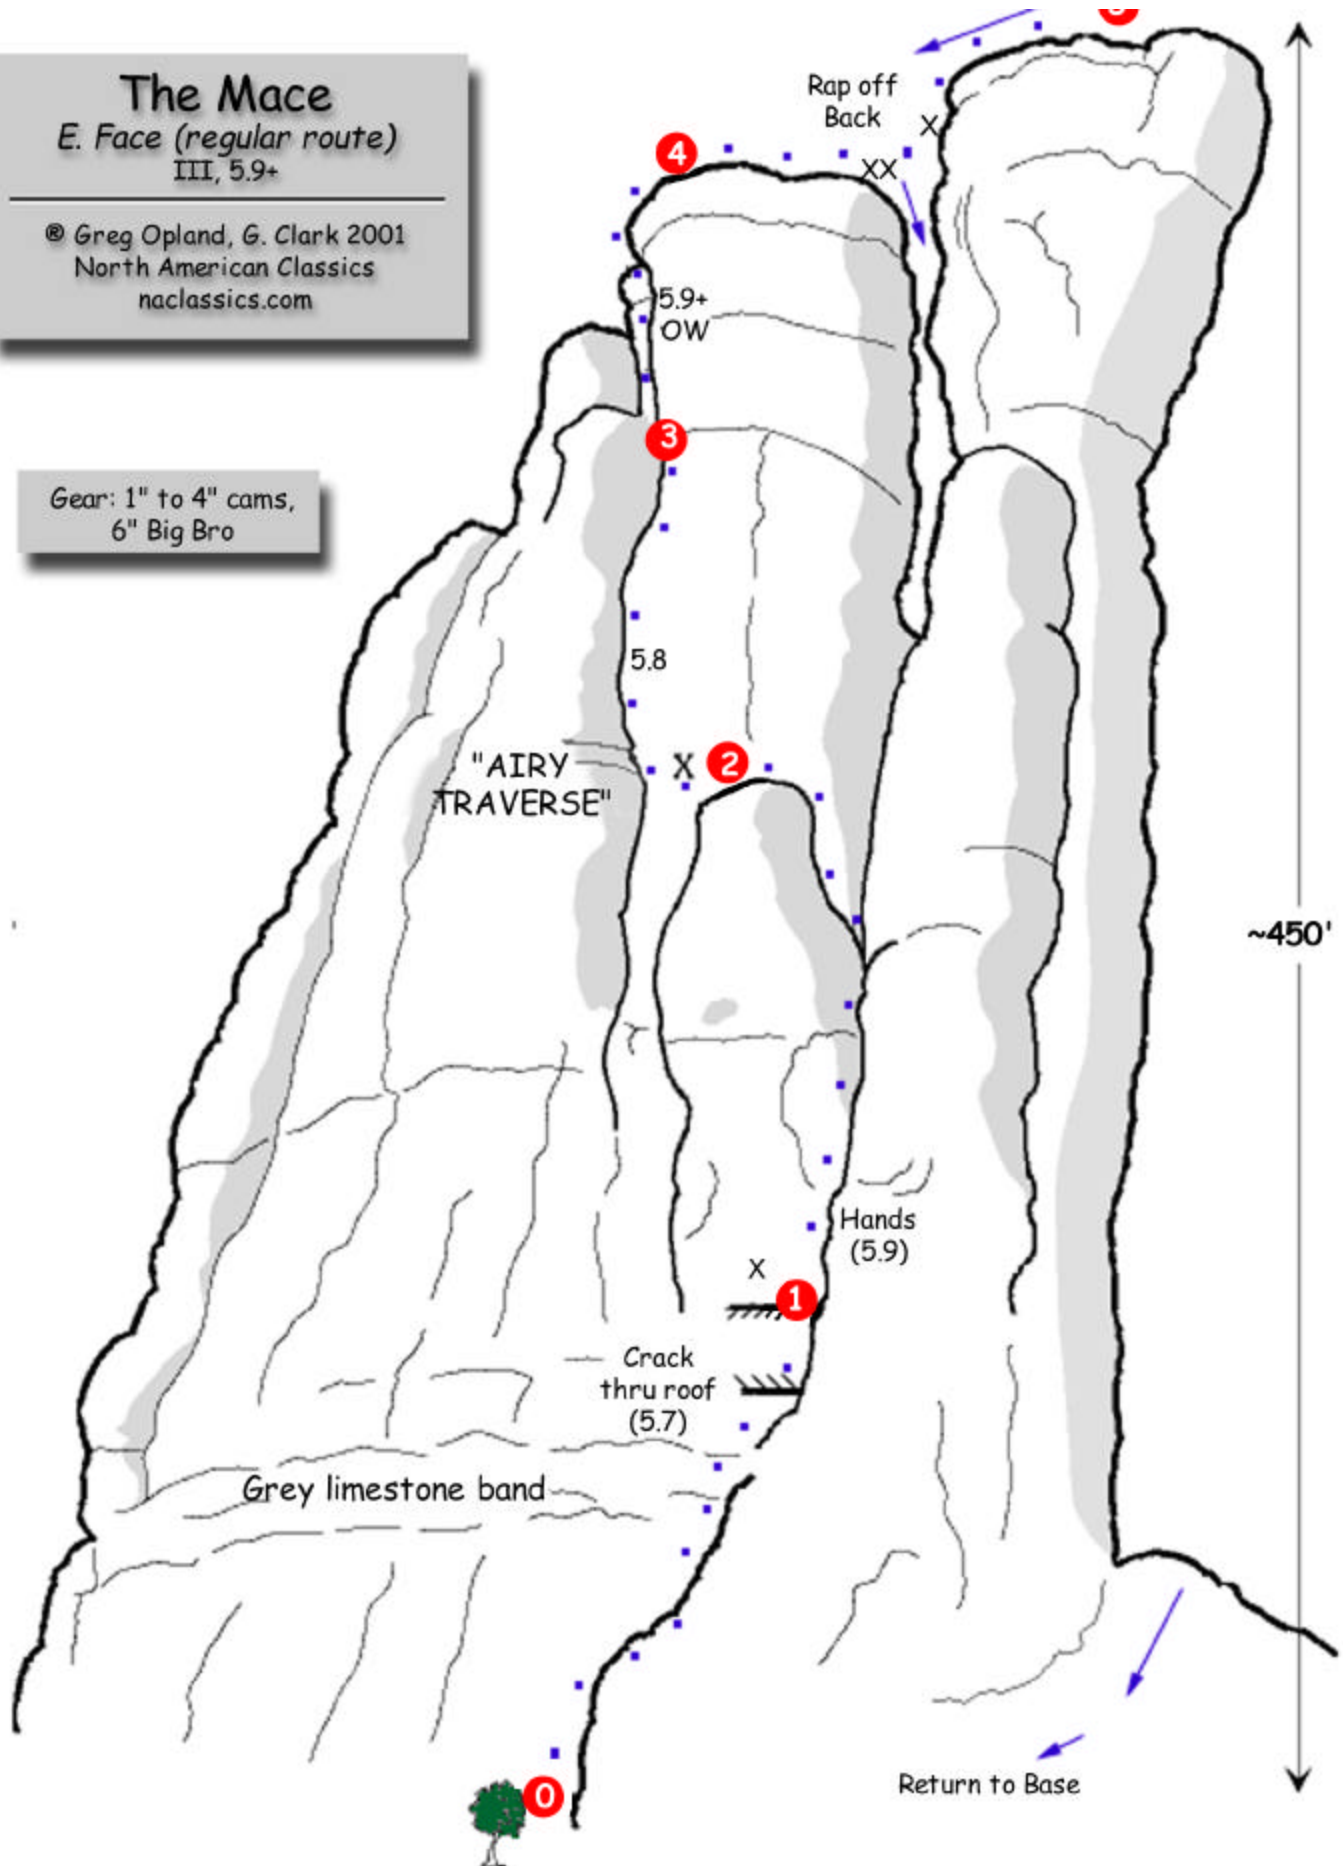 The Mace
E. Face (regular route)
III, 5.9+
® Greg Opland, G. Clark 2001
North American Classics
naclassics.com
Rap off
Back
X
4
XX
5.9+
OW
Gear: 1" to 4" cams,
6" Big Bro
3
5.8
"AIRY
TRAVERSE"
X
2
~450'
Hands
(5.9)
X
1
Crack
thru roof
(5.7)
Grey limestone band
Return to Base
0